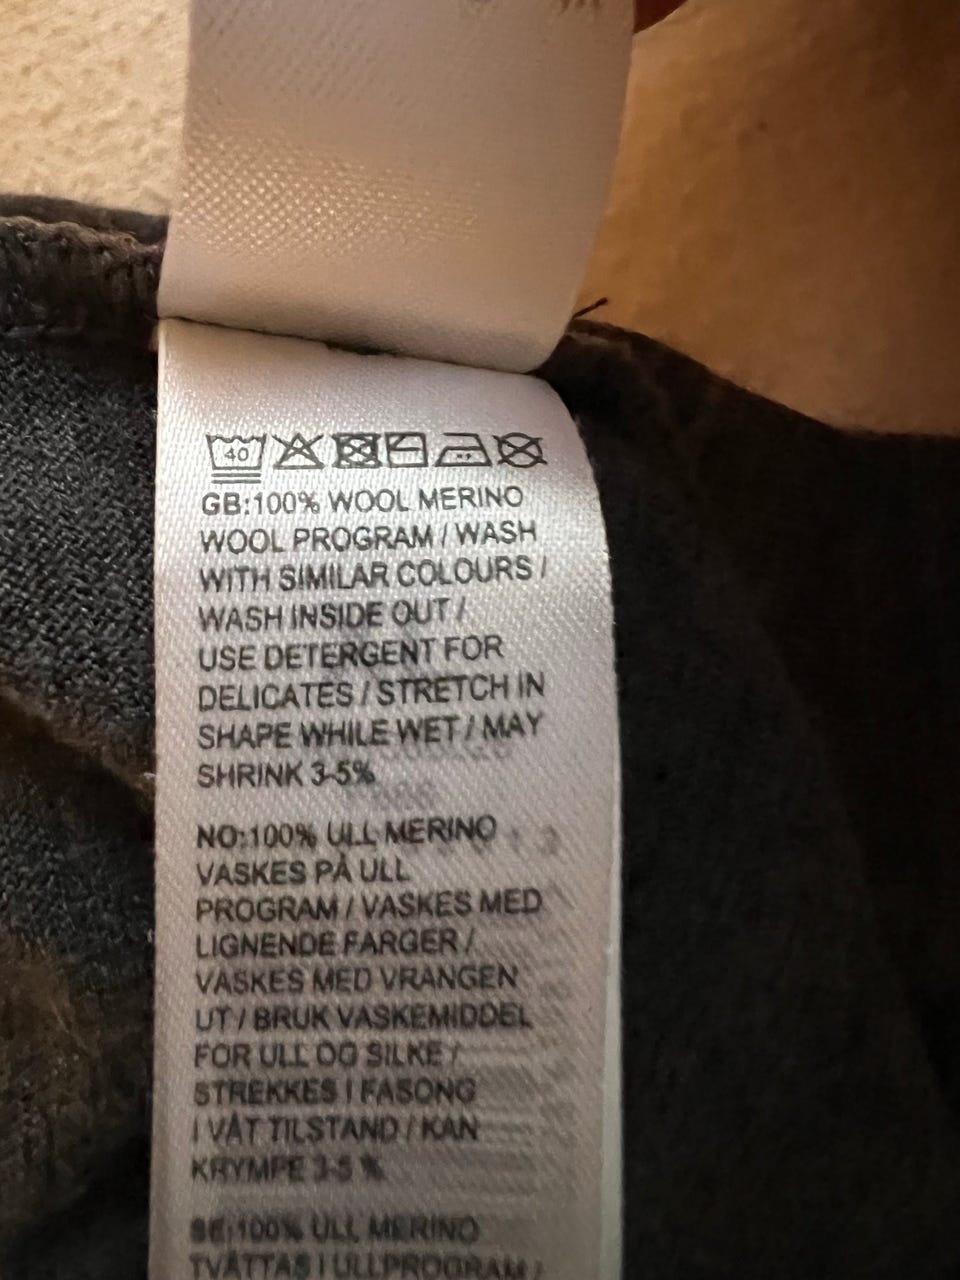 40
GB:100% WOOL MERINO
WOOL PROGRAM / WASH
WITH SIMILAR COLOURS /
WASH INSIDE OUT /
USE DETERGENT FOR
DELICATES / STRETCH IN
SHAPE WHILE WET / MAY
SHRINK 3-5%
NO:100% ULL MERINO
VASKES PÅ ULL
PROGRAM / VASKES MED
LIGNENDE FARGER /
VASKES MED VRANGEN
UT / BRUK VASKEMIDDEL
FOR ULL OG SILKE /
STREKKES I FASONG
I VÅT TILSTAND / KAN
KRYMPE 3-5 %
SE:100% ULL MERINO
TVÄTTAS I ULLPROGRAM /